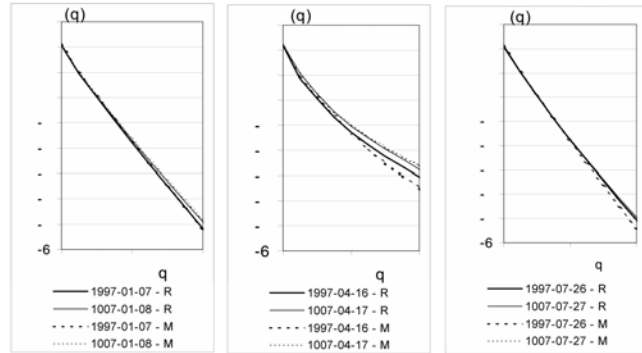 (q)
-
-
-
-
-
-6
q
1997-01-07 - R
1007-01-08 - R
1997-01-07 - M
1007-01-08 - M
(q)
-
-
-
-
-
-6
q
1997-04-16 - R
1007-04-17 - R
1997-04-16 - M
1007-04-17 - M
(q)
-
-
-
-
-
-6
q
1997-07-26 - R
1007-07-27 - R
1997-07-26 - M
1007-07-27 - M